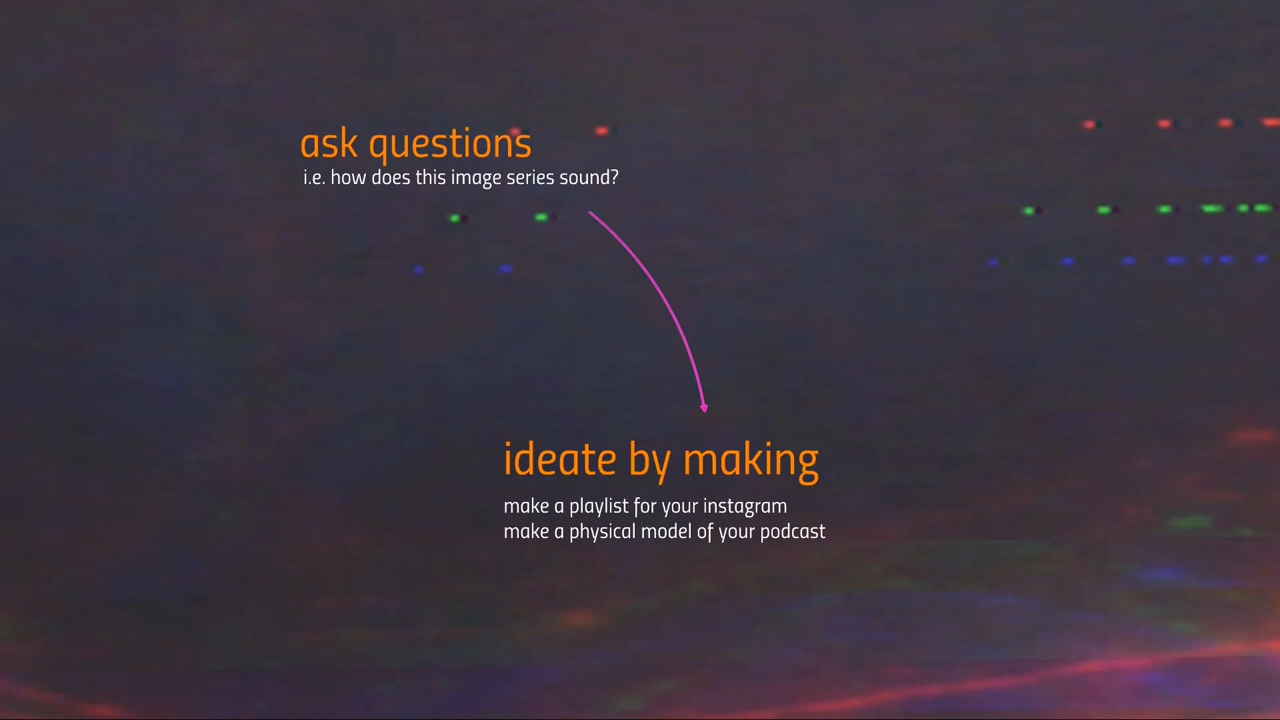 ask questions
i.e. how does this image series sound?
ideate by making
make a playlist for your instagram
make a physical model of your podcast